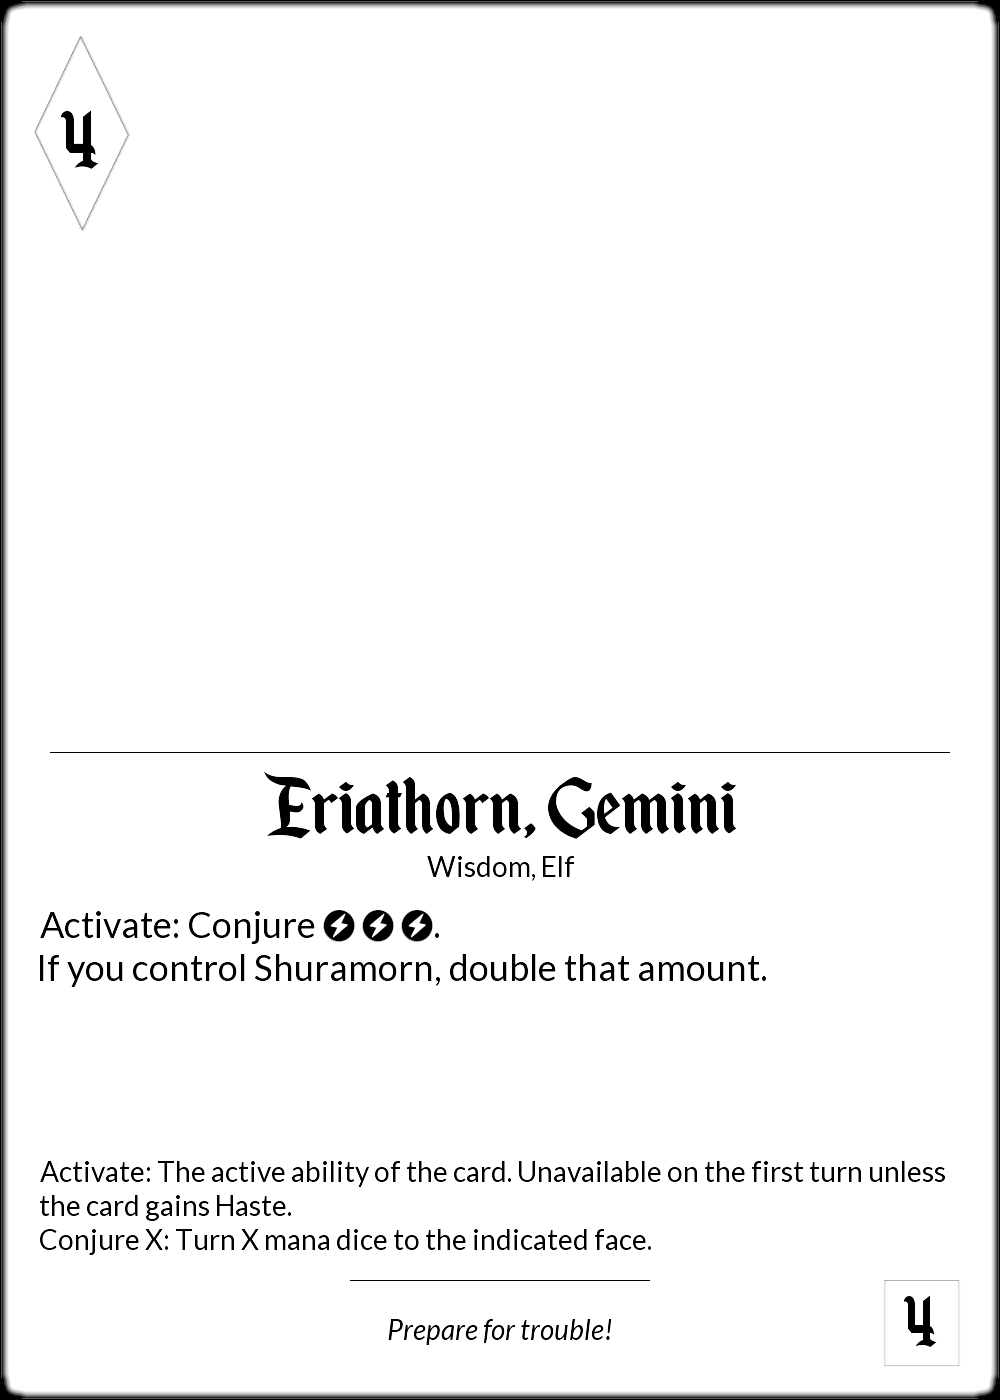 4
Eriathorn, Gemini
Wisdom, Elf
Activate: Conjure ⚡⚡⚡.
If you control Shuramorn, double that amount.
Activate: The active ability of the card. Unavailable on the first turn unless
the card gains Haste.
Conjure X: Turn X mana dice to the indicated face.
Prepare for trouble!
4